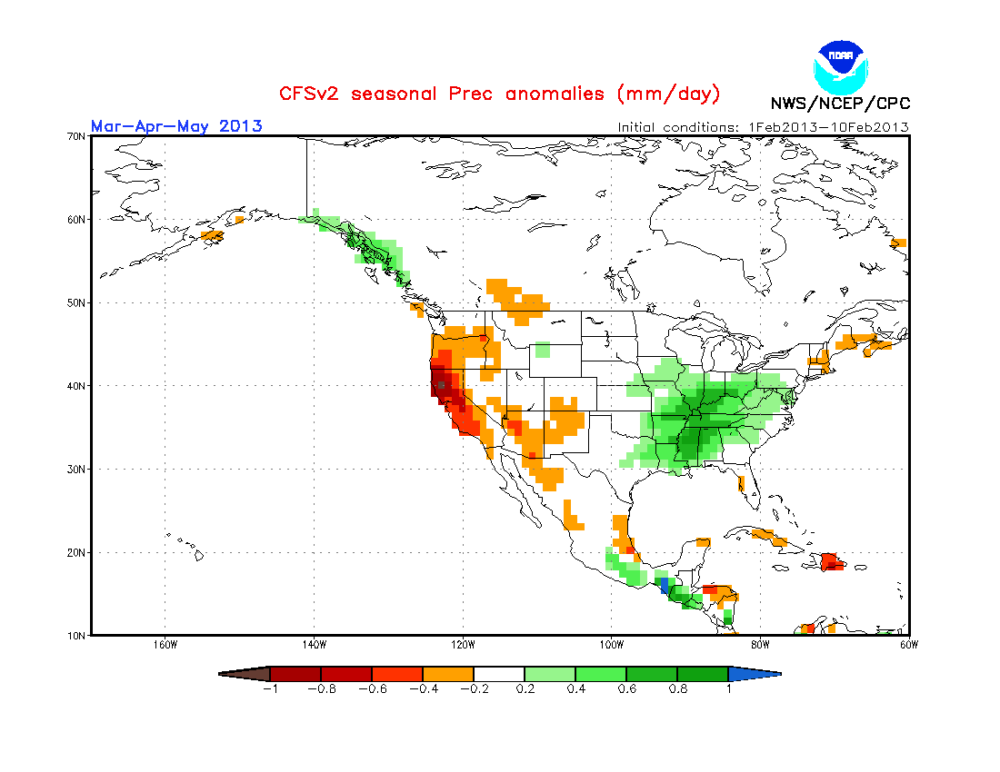 NOAA
CFSv2 seasonal Prec anomalies (mm/day)
NWS/NCEP/CPC
Mar-Apr-May 2013
Initial conditions: 1Feb2013-10Feb2013
70N
60N
50N
40N
30N
20N
10N
160W 140W 120W 100W 80W 60W
-1 -0.8 -0.6 -0.4 -0.2 0.2 0.4 0.6 0.8 1